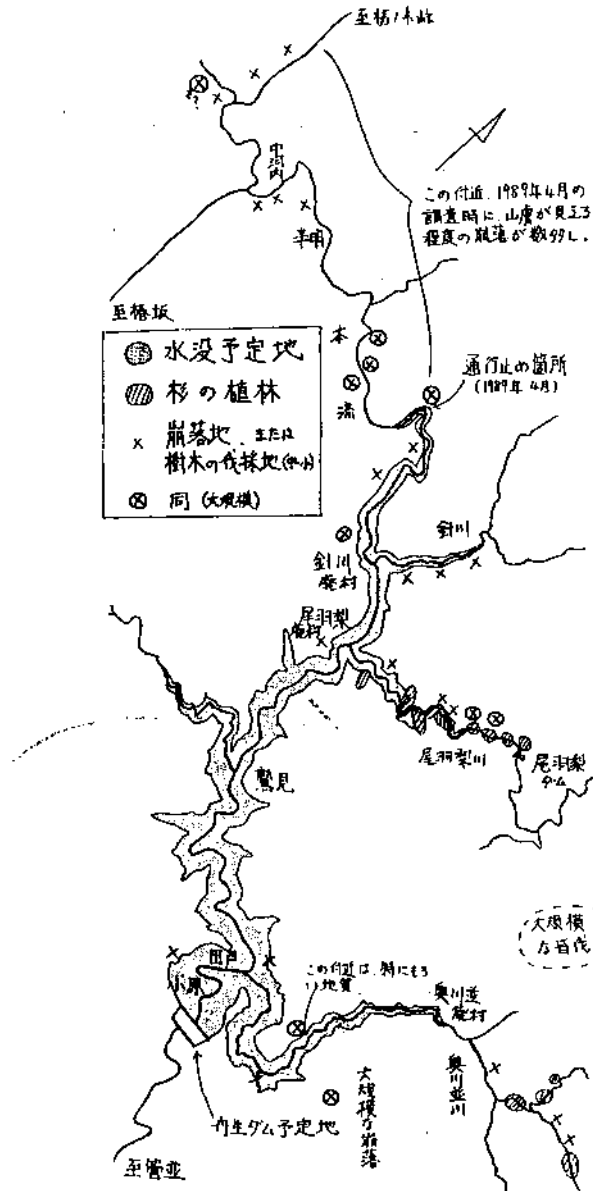 至栃ノ木峠
?
中河内
この付近、1989年4月の
調査時に、山膚が見える
程度の崩落が数多し。
半明
至椿坂
本
流
通行止め箇所
(1989年 4月)
水没予定地
杉の植林
× 崩落地、または
樹木の伐採地(中小)
同 (大規模)
針川
針川
廃村
尾羽梨
廃村
尾羽梨川
尾羽梨
ダム
鷲見
大規模
な皆伐
田戸
小原
この付近は、特にもろ
い地質
奥川並
廃村
奥川並川
大規模な崩落
丹生ダム予定地
至菅並